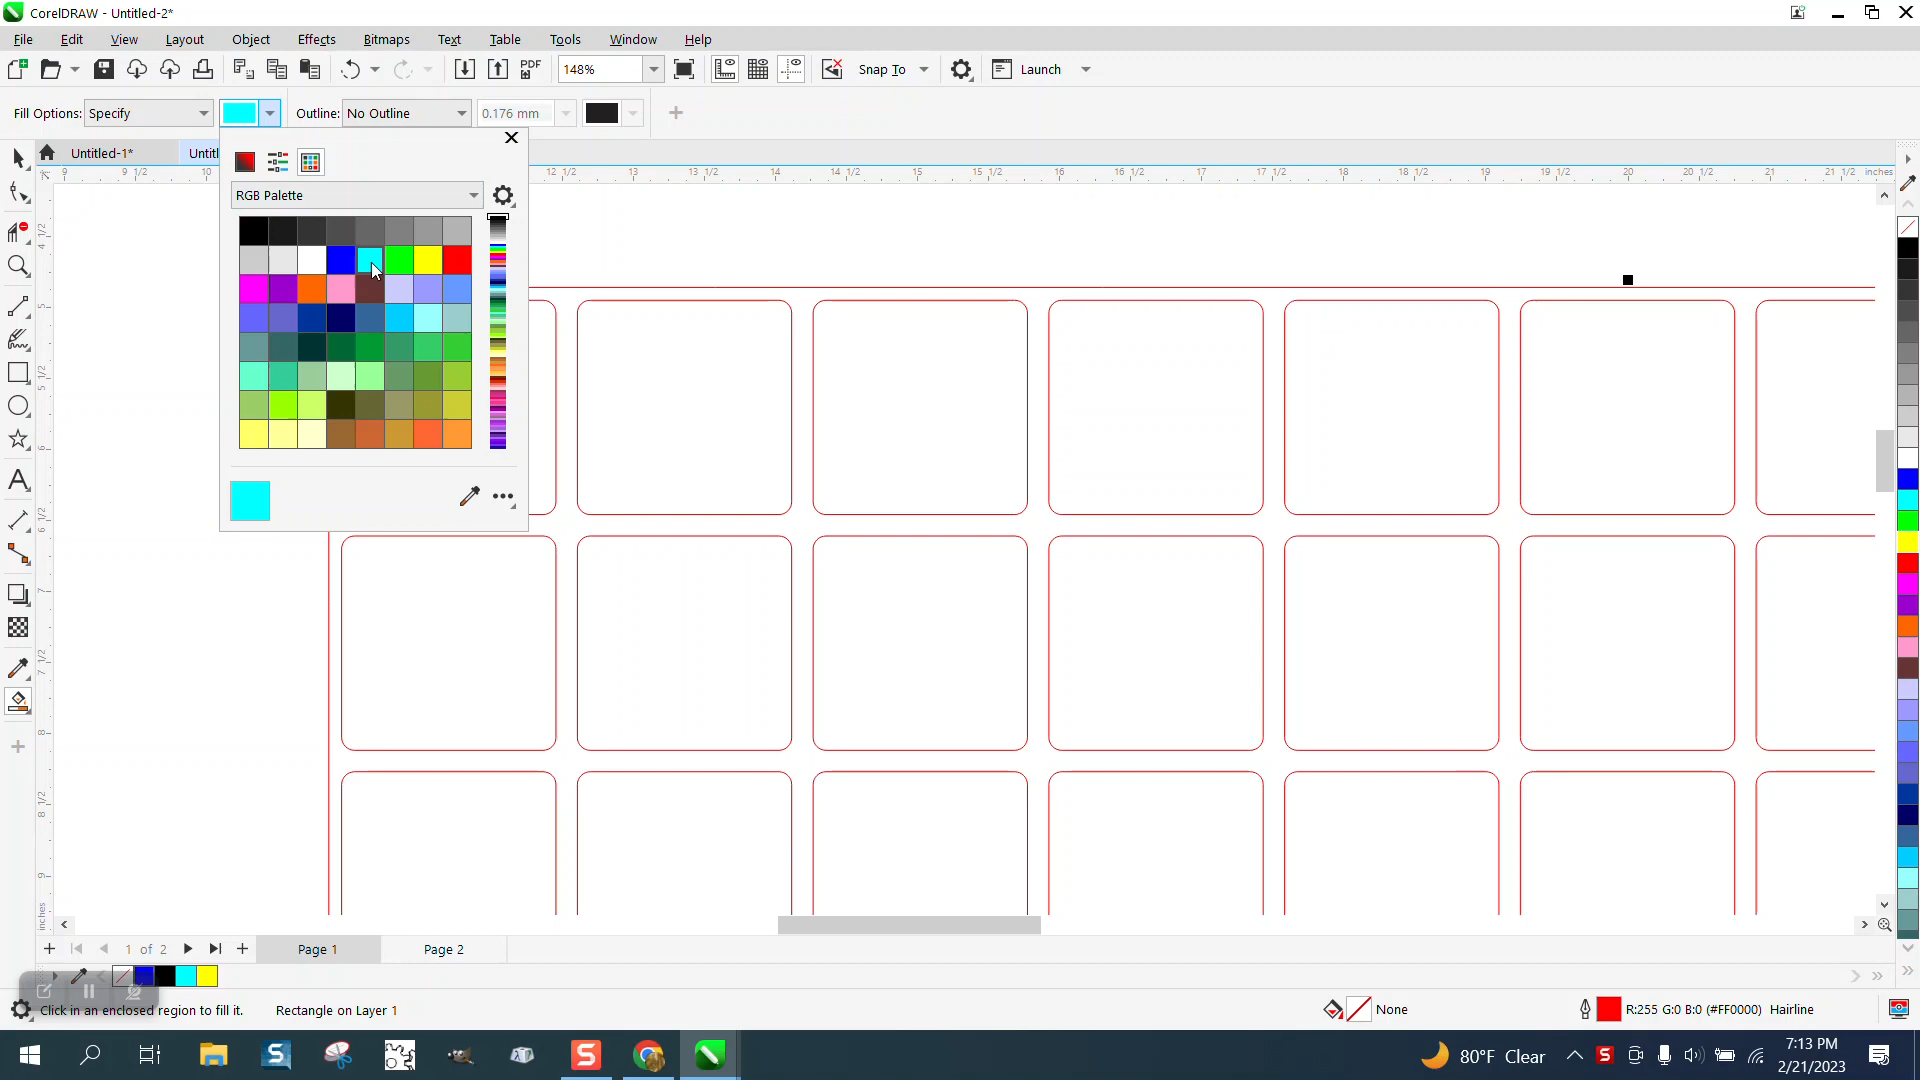 CorelDRAW - Untitled-2*
File Edit View Layout Object Effects Bitmaps Text Table Tools Window Help
PDF 148% Snap To Launch
Fill Options: Specify Outline: No Outline 0.176 mm
Untitled-1* Untitl
9 9 1/2 10 12 1/2 13 13 1/2 14 14 1/2 15 15 1/2 16 16 1/2 17 17 1/2 18 18 1/2 19 19 1/2 20 20 1/2 21 21 1/2 inches
RGB Palette
4 1/2
5
5 1/2
6
6 1/2
7
7 1/2
8
8 1/2
9
inches
1 of 2 Page 1 Page 2
Click in an enclosed region to fill it. Rectangle on Layer 1 None R:255 G:0 B:0 (#FF0000) Hairline
80°F Clear
7:13 PM
2/21/2023